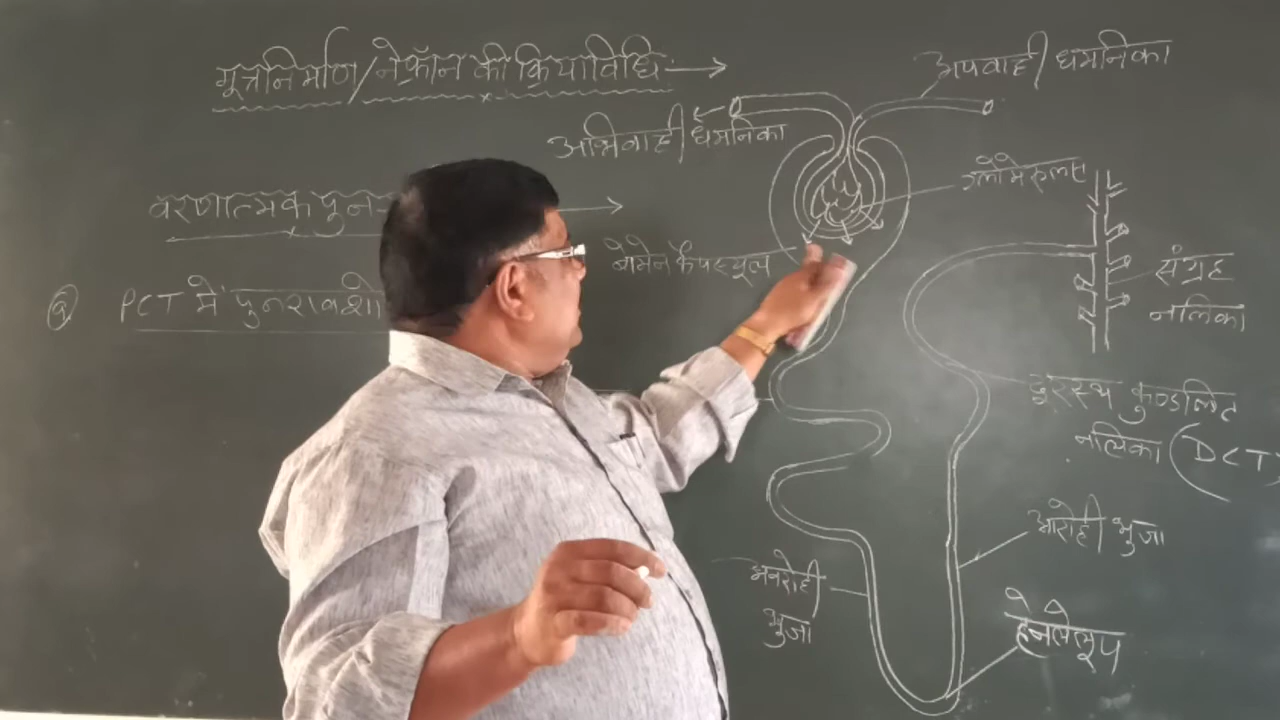 मूत्रनिर्माण/नेफ्रॉन की क्रियाविधि
अपवाही धमनिका
अभिवाही धमनिका
ग्लोमेरुलस
वरणात्मक पुन
बोमेन कैपस्यूल
संग्रह
नलिका
@ PCT में पुनरावशो
दूरस्थ कुण्डलित
नलिका (DCT)
आरोही भुजा
अवरोही
भुजा
हेनलेलूप